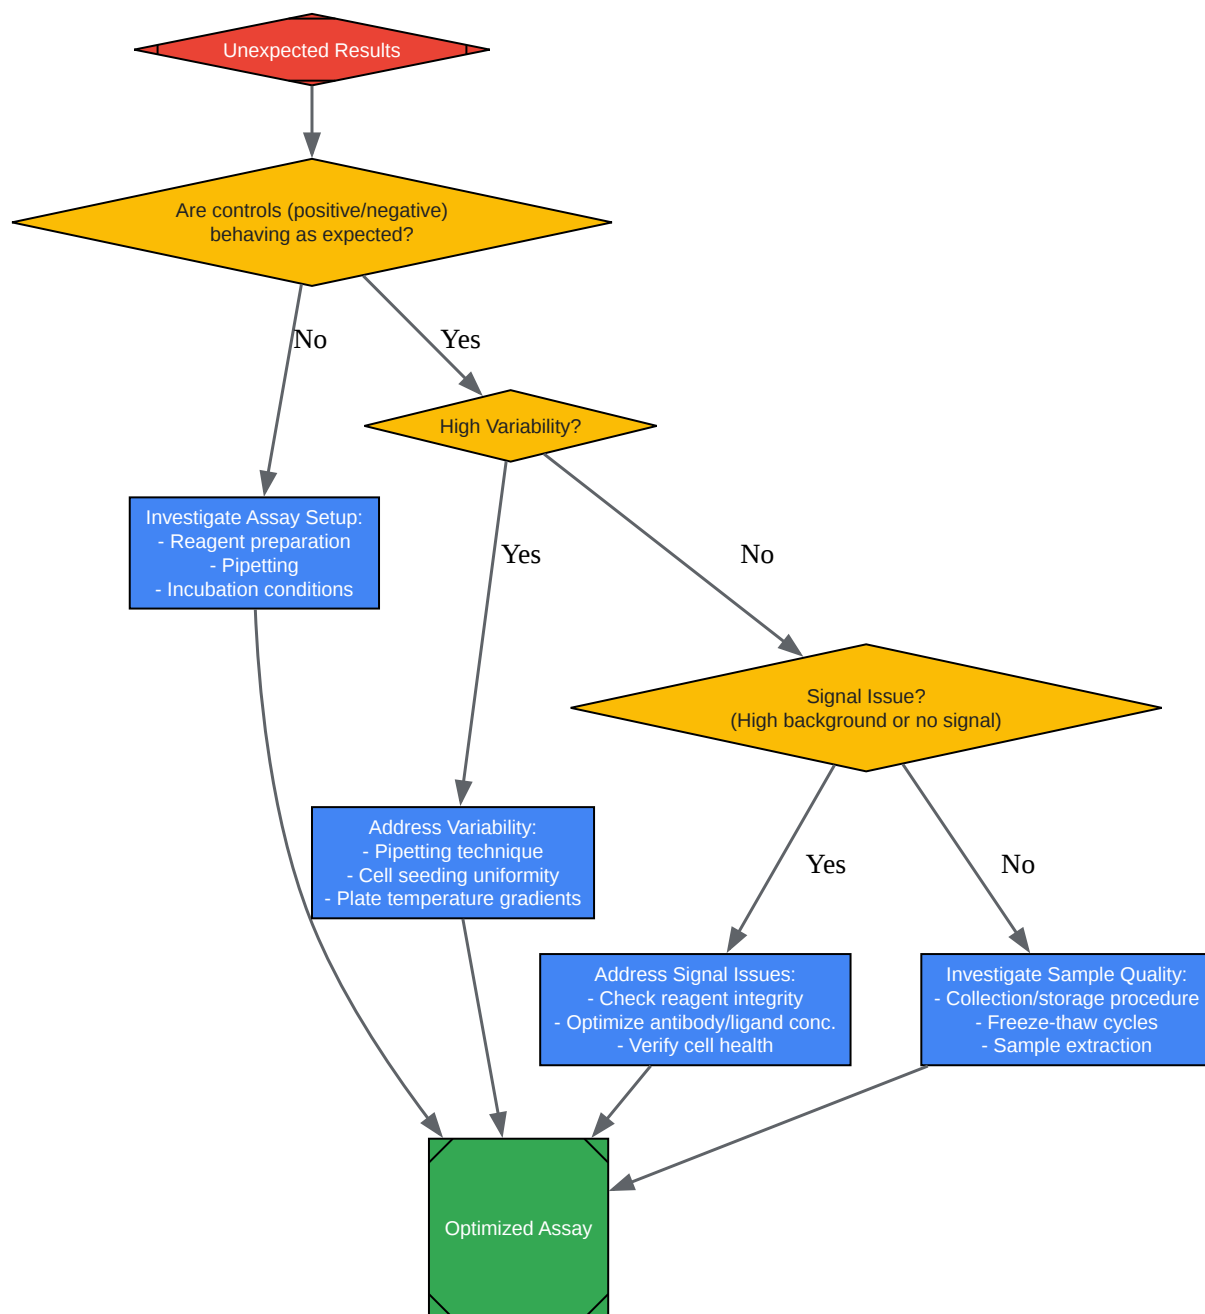 Unexpected Results
Are controls (positive/negative)
behaving as expected?
No
Yes
High Variability?
Investigate Assay Setup:
- Reagent preparation
- Pipetting
- Incubation conditions
Yes
No
Signal Issue?
(High background or no signal)
Address Variability:
- Pipetting technique
- Cell seeding uniformity
- Plate temperature gradients
Yes
No
Address Signal Issues:
- Check reagent integrity
- Optimize antibody/ligand conc.
- Verify cell health
Investigate Sample Quality:
- Collection/storage procedure
- Freeze-thaw cycles
- Sample extraction
Optimized Assay